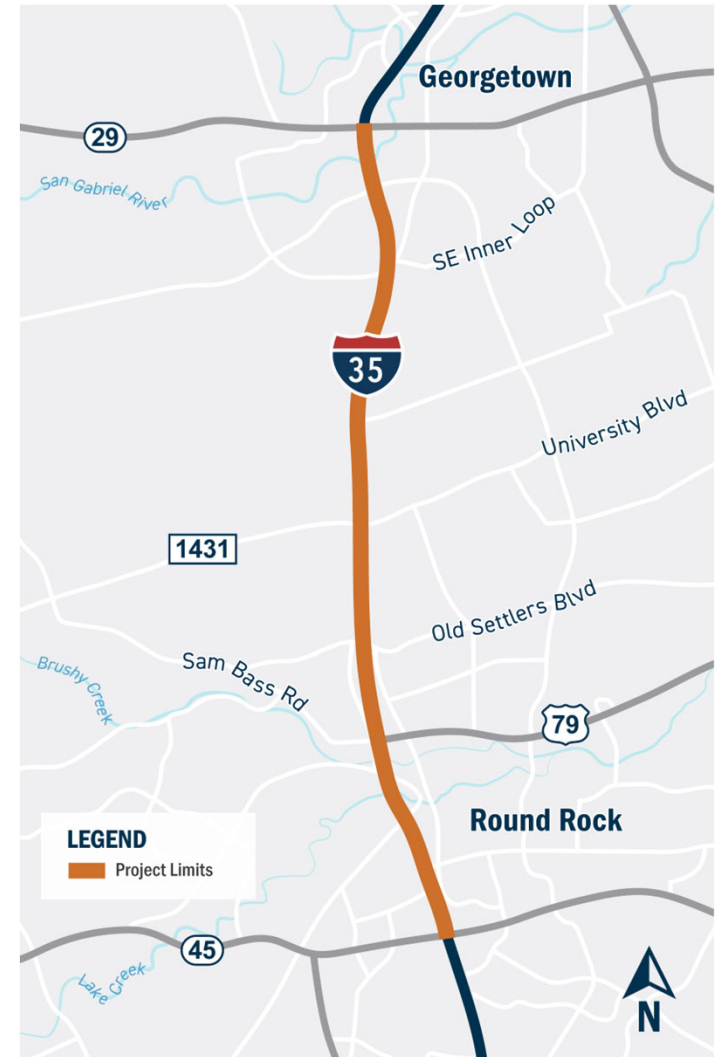 Georgetown
29
San Gabriel River
SE Inner Loop
35
University Blvd
1431
Old Settlers Blvd
Sam Bass Rd
Brushy Creek
79
Round Rock
LEGEND
Project Limits
45
Lake Creek
N